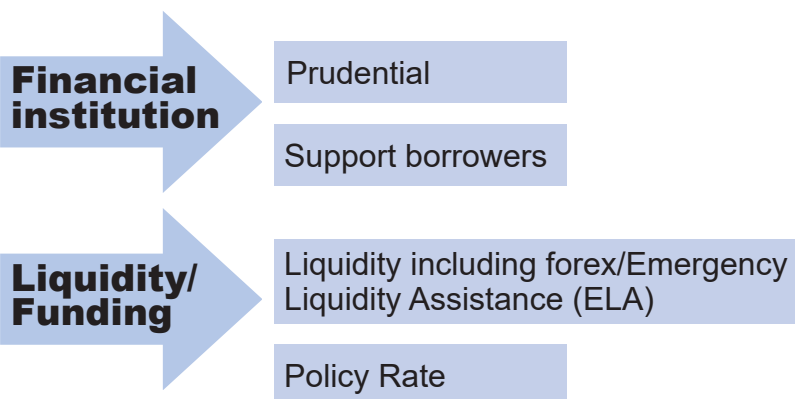 Financial
institution
Prudential
Support borrowers
Liquidity/
Funding
Liquidity including forex/Emergency
Liquidity Assistance (ELA)
Policy Rate